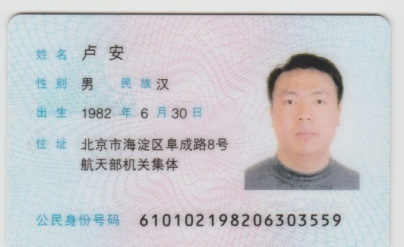 姓名 卢安
性别 男 民族 汉
出生 1982 年 6 月 30 日
住址 北京市海淀区阜成路8号
航天部机关集体
公民身份号码 610102198206303559